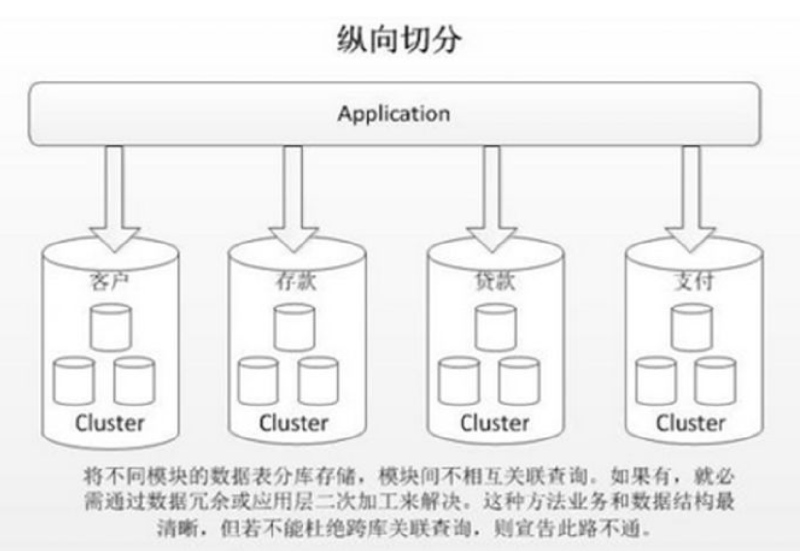 纵向切分
Application
客户 存款 贷款 支付
Cluster Cluster Cluster Cluster
将不同模块的数据表分库存储，模块间不相互关联查询。如果有，就必
需通过数据冗余或应用层二次加工来解决。这种方法业务和数据结构最
清晰，但若不能杜绝跨库关联查询，则宣告此路不通。